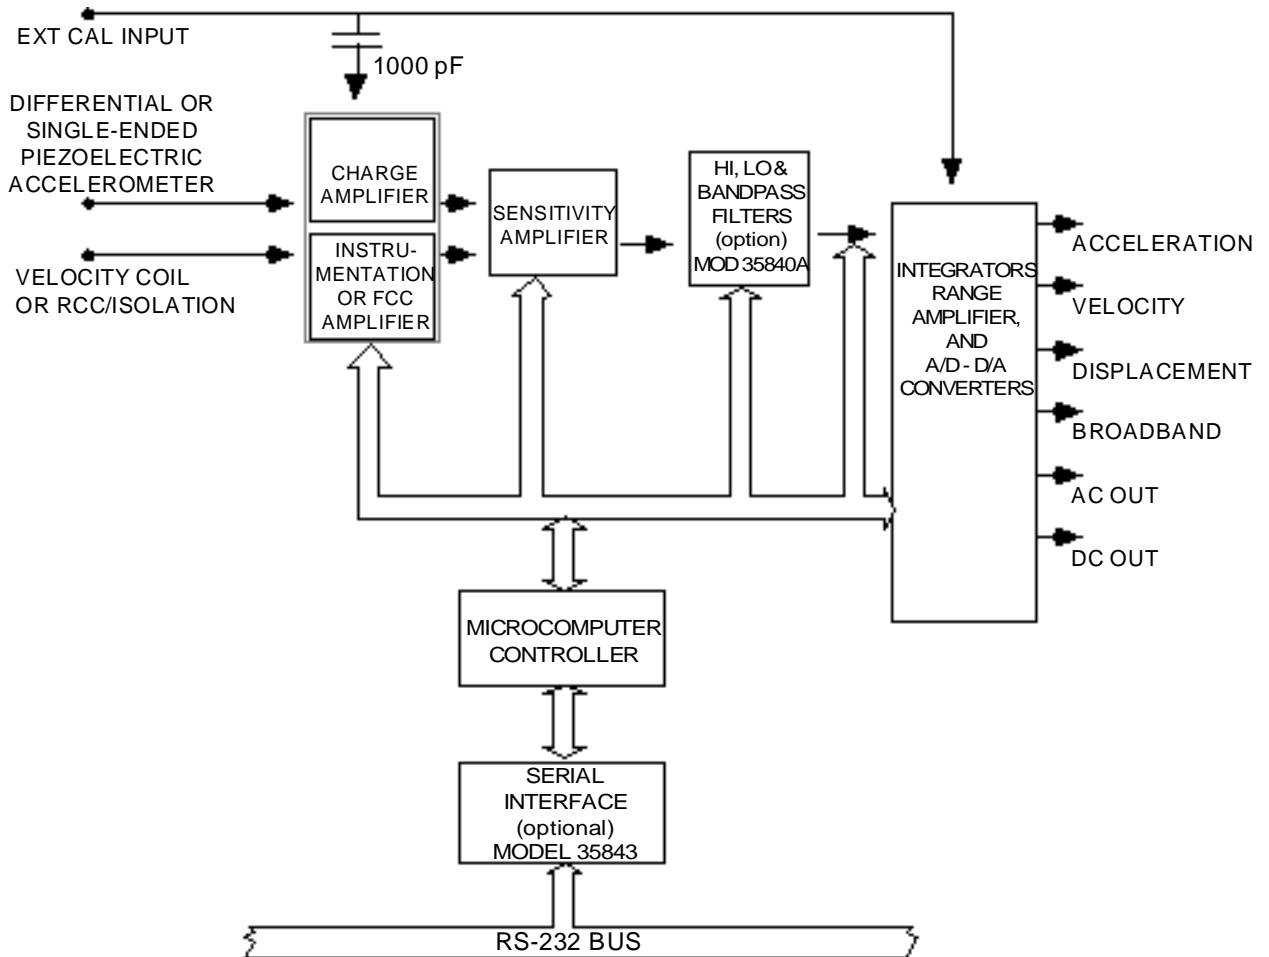 EXT CAL INPUT
1000 pF
DIFFERENTIAL OR
SINGLE-ENDED
PIEZOELECTRIC
ACCELEROMETER
VELOCITY COIL
OR RCC/ISOLATION
CHARGE
AMPLIFIER
INSTRU-
MENTATION
OR FCC
AMPLIFIER
SENSITIVITY
AMPLIFIER
HI, LO &
BANDPASS
FILTERS
(option)
MOD 35840A
INTEGRATORS
RANGE
AMPLIFIER,
AND
A/D - D/A
CONVERTERS
ACCELERATION
VELOCITY
DISPLACEMENT
BROADBAND
AC OUT
DC OUT
MICROCOMPUTER
CONTROLLER
SERIAL
INTERFACE
(optional)
MODEL 35843
RS-232 BUS